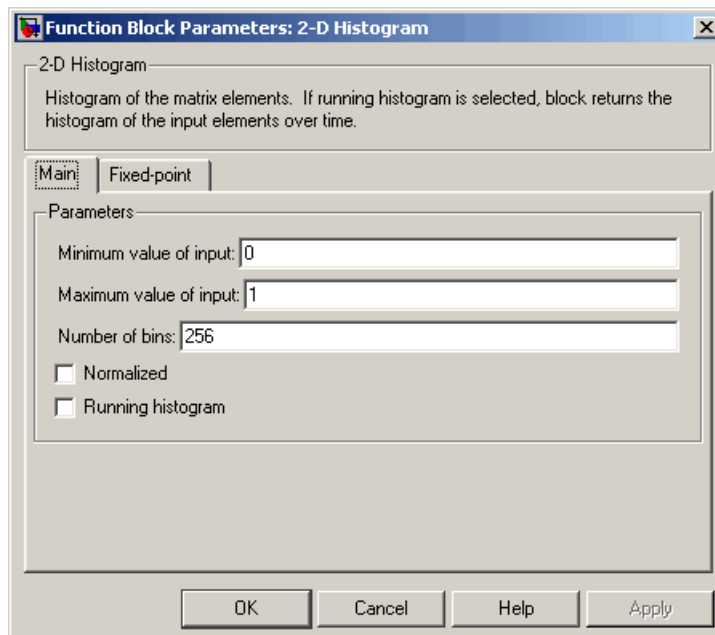 Function Block Parameters: 2-D Histogram
2-D Histogram
Histogram of the matrix elements.  If running histogram is selected, block returns the
histogram of the input elements over time.
Main Fixed-point
Parameters
Minimum value of input: 0
Maximum value of input: 1
Number of bins: 256
Normalized
Running histogram
OK Cancel Help Apply